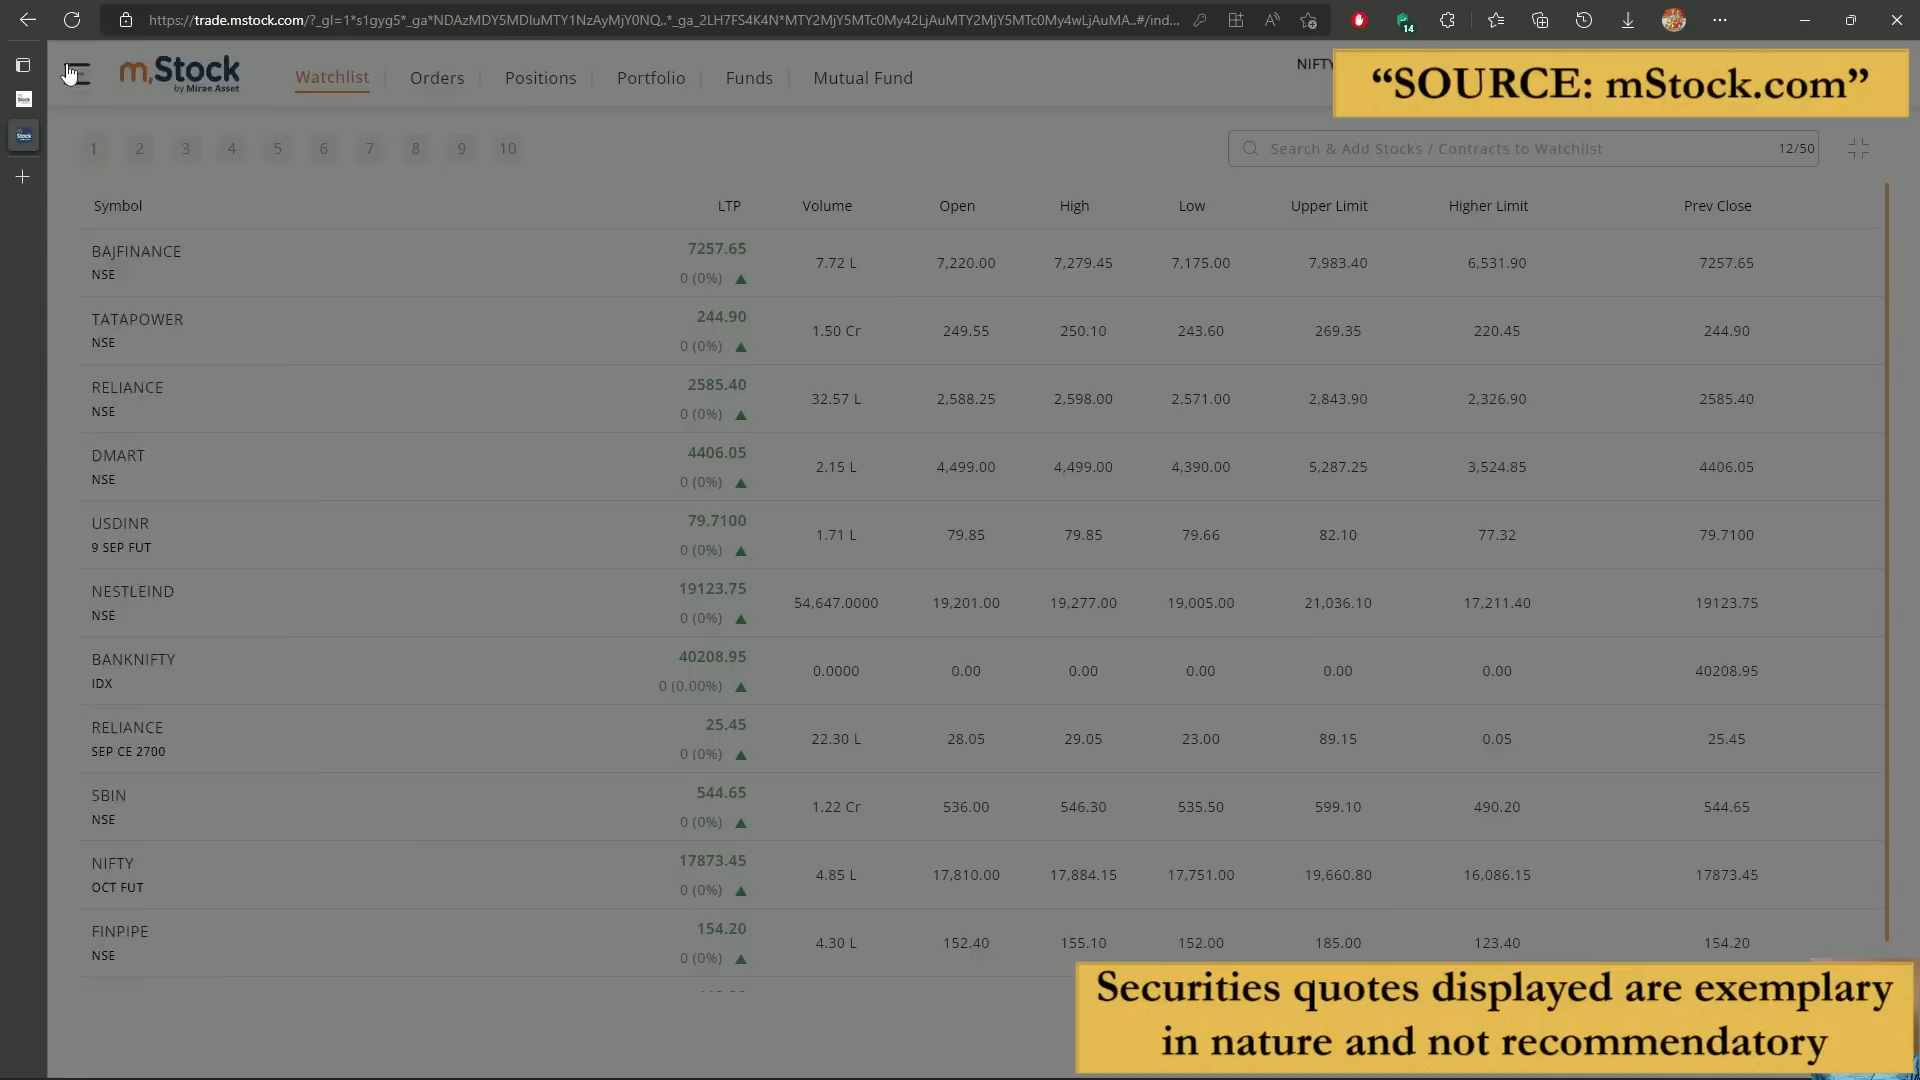 https://trade.mstock.com/?_gl=1*s1gyg5*_ga*NDAzMDY5MDIuMTY1NzAyMjY0NQ..*_ga_2LH7FS4K4N*MTY2MjY5MTc0My42LjAuMTY2MjY5MTc0My4wLjAuMA..#/ind...
14
m.Stock
by Mirae Asset
Watchlist
Orders
Positions
Portfolio
Funds
Mutual Fund
NIFTY
“SOURCE: mStock.com”
1 2 3 4 5 6 7 8 9 10
Search & Add Stocks / Contracts to Watchlist 12/50
Symbol LTP Volume Open High Low Upper Limit Higher Limit Prev Close
BAJFINANCE 7257.65
NSE 0 (0%) 7.72 L 7,220.00 7,279.45 7,175.00 7,983.40 6,531.90 7257.65
TATAPOWER 244.90
NSE 0 (0%) 1.50 Cr 249.55 250.10 243.60 269.35 220.45 244.90
RELIANCE 2585.40
NSE 0 (0%) 32.57 L 2,588.25 2,598.00 2,571.00 2,843.90 2,326.90 2585.40
DMART 4406.05
NSE 0 (0%) 2.15 L 4,499.00 4,499.00 4,390.00 5,287.25 3,524.85 4406.05
USDINR 79.7100
9 SEP FUT 0 (0%) 1.71 L 79.85 79.85 79.66 82.10 77.32 79.7100
NESTLEIND 19123.75
NSE 0 (0%) 54,647.0000 19,201.00 19,277.00 19,005.00 21,036.10 17,211.40 19123.75
BANKNIFTY 40208.95
IDX 0 (0.00%) 0.0000 0.00 0.00 0.00 0.00 0.00 40208.95
RELIANCE 25.45
SEP CE 2700 0 (0%) 22.30 L 28.05 29.05 23.00 89.15 0.05 25.45
SBIN 544.65
NSE 0 (0%) 1.22 Cr 536.00 546.30 535.50 599.10 490.20 544.65
NIFTY 17873.45
OCT FUT 0 (0%) 4.85 L 17,810.00 17,884.15 17,751.00 19,660.80 16,086.15 17873.45
FINPIPE 154.20
NSE 0 (0%) 4.30 L 152.40 155.10 152.00 185.00 123.40 154.20
Securities quotes displayed are exemplary
in nature and not recommendatory